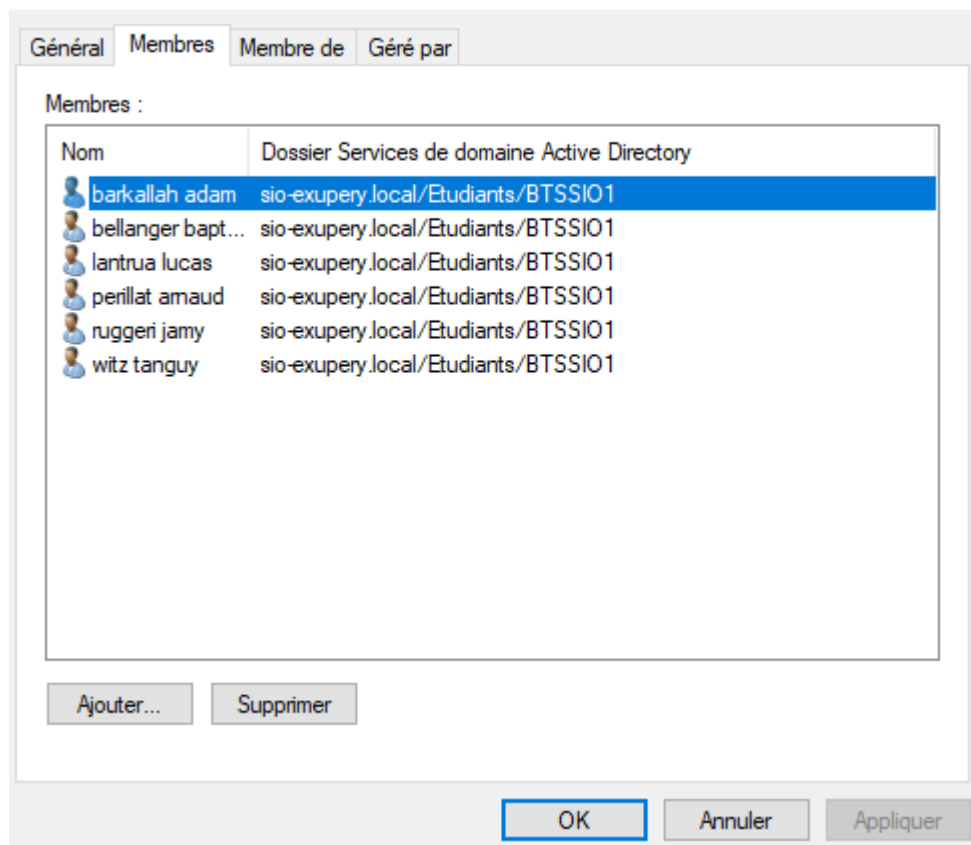 Général Membres Membre de Géré par
Membres :
Nom Dossier Services de domaine Active Directory
barkallah adam sio-exupery.local/Etudiants/BTSSIO1
bellanger bapt... sio-exupery.local/Etudiants/BTSSIO1
lantrua lucas sio-exupery.local/Etudiants/BTSSIO1
perillat arnaud sio-exupery.local/Etudiants/BTSSIO1
ruggeri jamy sio-exupery.local/Etudiants/BTSSIO1
witz tanguy sio-exupery.local/Etudiants/BTSSIO1
Ajouter... Supprimer
OK Annuler Appliquer